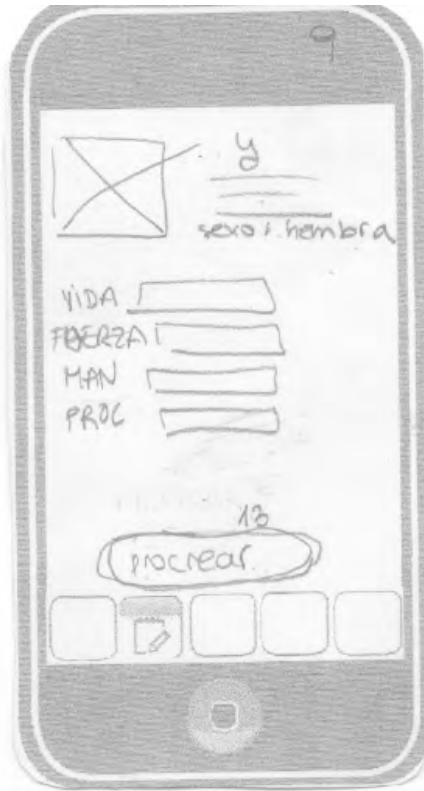 9
y
sexo: hembra
VIDA
FUERZA
MAN
PROC
13
procrear